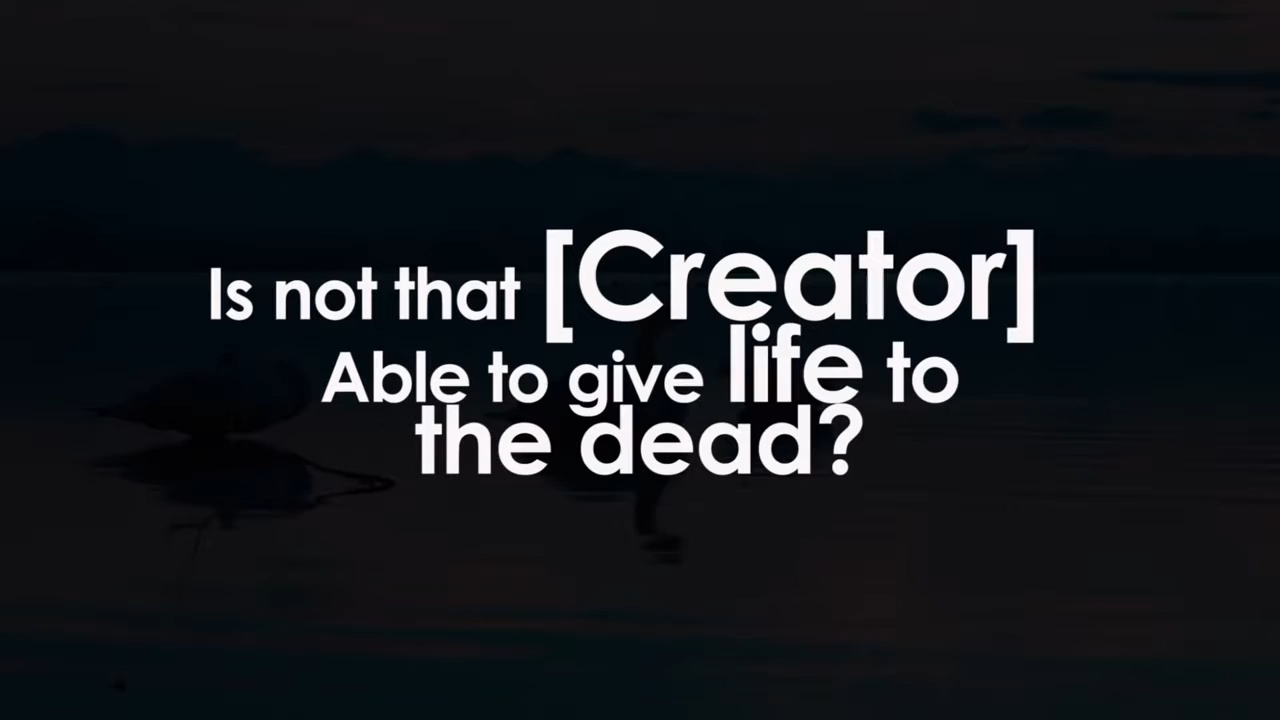 Is not that [Creator]
Able to give life to
the dead?